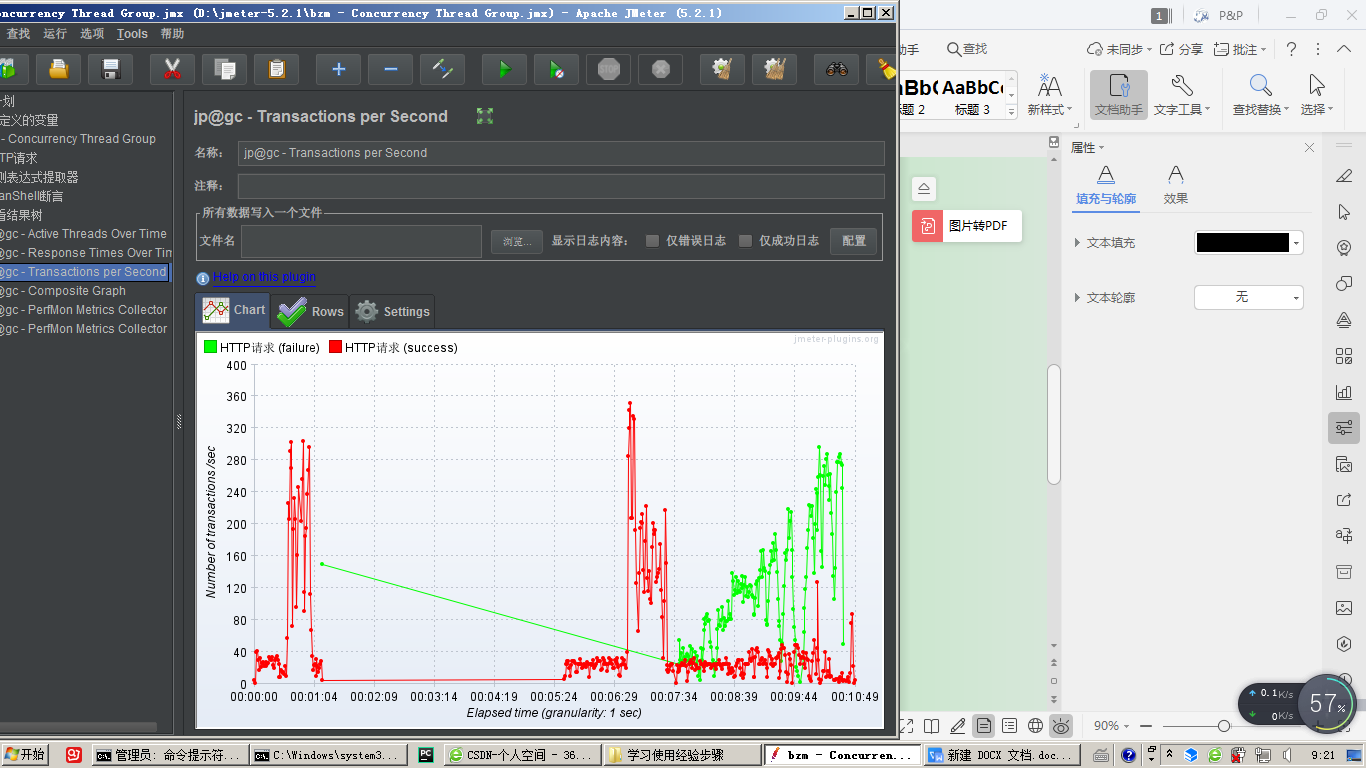 oncurrency Thread Group.jmx (D:\jmeter-5.2.1\bzm - Concurrency Thread Group.jmx) - Apache JMeter (5.2.1)
查找 运行 选项 Tools 帮助
STOP
计划
定义的变量
- Concurrency Thread Group
TP请求
则表达式提取器
anShell断言
看结果树
@gc - Active Threads Over Time
@gc - Response Times Over Tim
@gc - Transactions per Second
@gc - Composite Graph
@gc - PerfMon Metrics Collector
@gc - PerfMon Metrics Collector
jp@gc - Transactions per Second
名称: jp@gc - Transactions per Second
注释:
所有数据写入一个文件
文件名 浏览... 显示日志内容: 仅错误日志 仅成功日志 配置
Help on this plugin
Chart Rows Settings
jmeter-plugins.org
HTTP请求 (failure) HTTP请求 (success)
400
360
320
280
240
200
160
120
80
40
0
Number of transactions /sec
00:00:00 00:01:04 00:02:09 00:03:14 00:04:19 00:05:24 00:06:29 00:07:34 00:08:39 00:09:44 00:10:49
Elapsed time (granularity: 1 sec)
1 P&P
助手 查找 未同步 分享 批注
AaBbC
标题 2 标题 3 新样式 文档助手 文字工具 查找替换 选择
属性
填充与轮廓 效果
图片转PDF
文本填充
文本轮廓 无
0.1K/s
0K/s
57%
90%
开始 管理员: 命令提示符... C:\Windows\system3... PC CSDN-个人空间 - 36... 学习使用经验步骤 bzm - Concurren... 新建 DOCX 文档.doc... 9:21